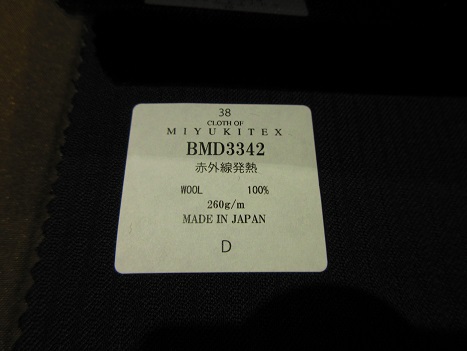 38
CLOTH OF
MIYUKITEX
BMD3342
赤外線発熱
WOOL 100%
260g/m
MADE IN JAPAN
D